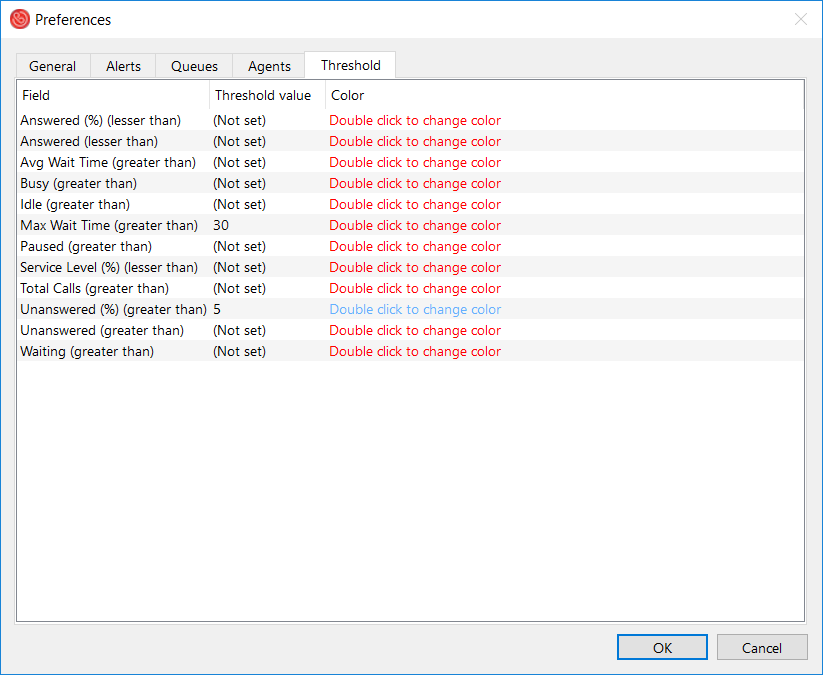 Preferences
General Alerts Queues Agents Threshold
Field Threshold value Color
Answered (%) (lesser than) (Not set) Double click to change color
Answered (lesser than) (Not set) Double click to change color
Avg Wait Time (greater than) (Not set) Double click to change color
Busy (greater than) (Not set) Double click to change color
Idle (greater than) (Not set) Double click to change color
Max Wait Time (greater than) 30 Double click to change color
Paused (greater than) (Not set) Double click to change color
Service Level (%) (lesser than) (Not set) Double click to change color
Total Calls (greater than) (Not set) Double click to change color
Unanswered (%) (greater than) 5 Double click to change color
Unanswered (greater than) (Not set) Double click to change color
Waiting (greater than) (Not set) Double click to change color
OK Cancel